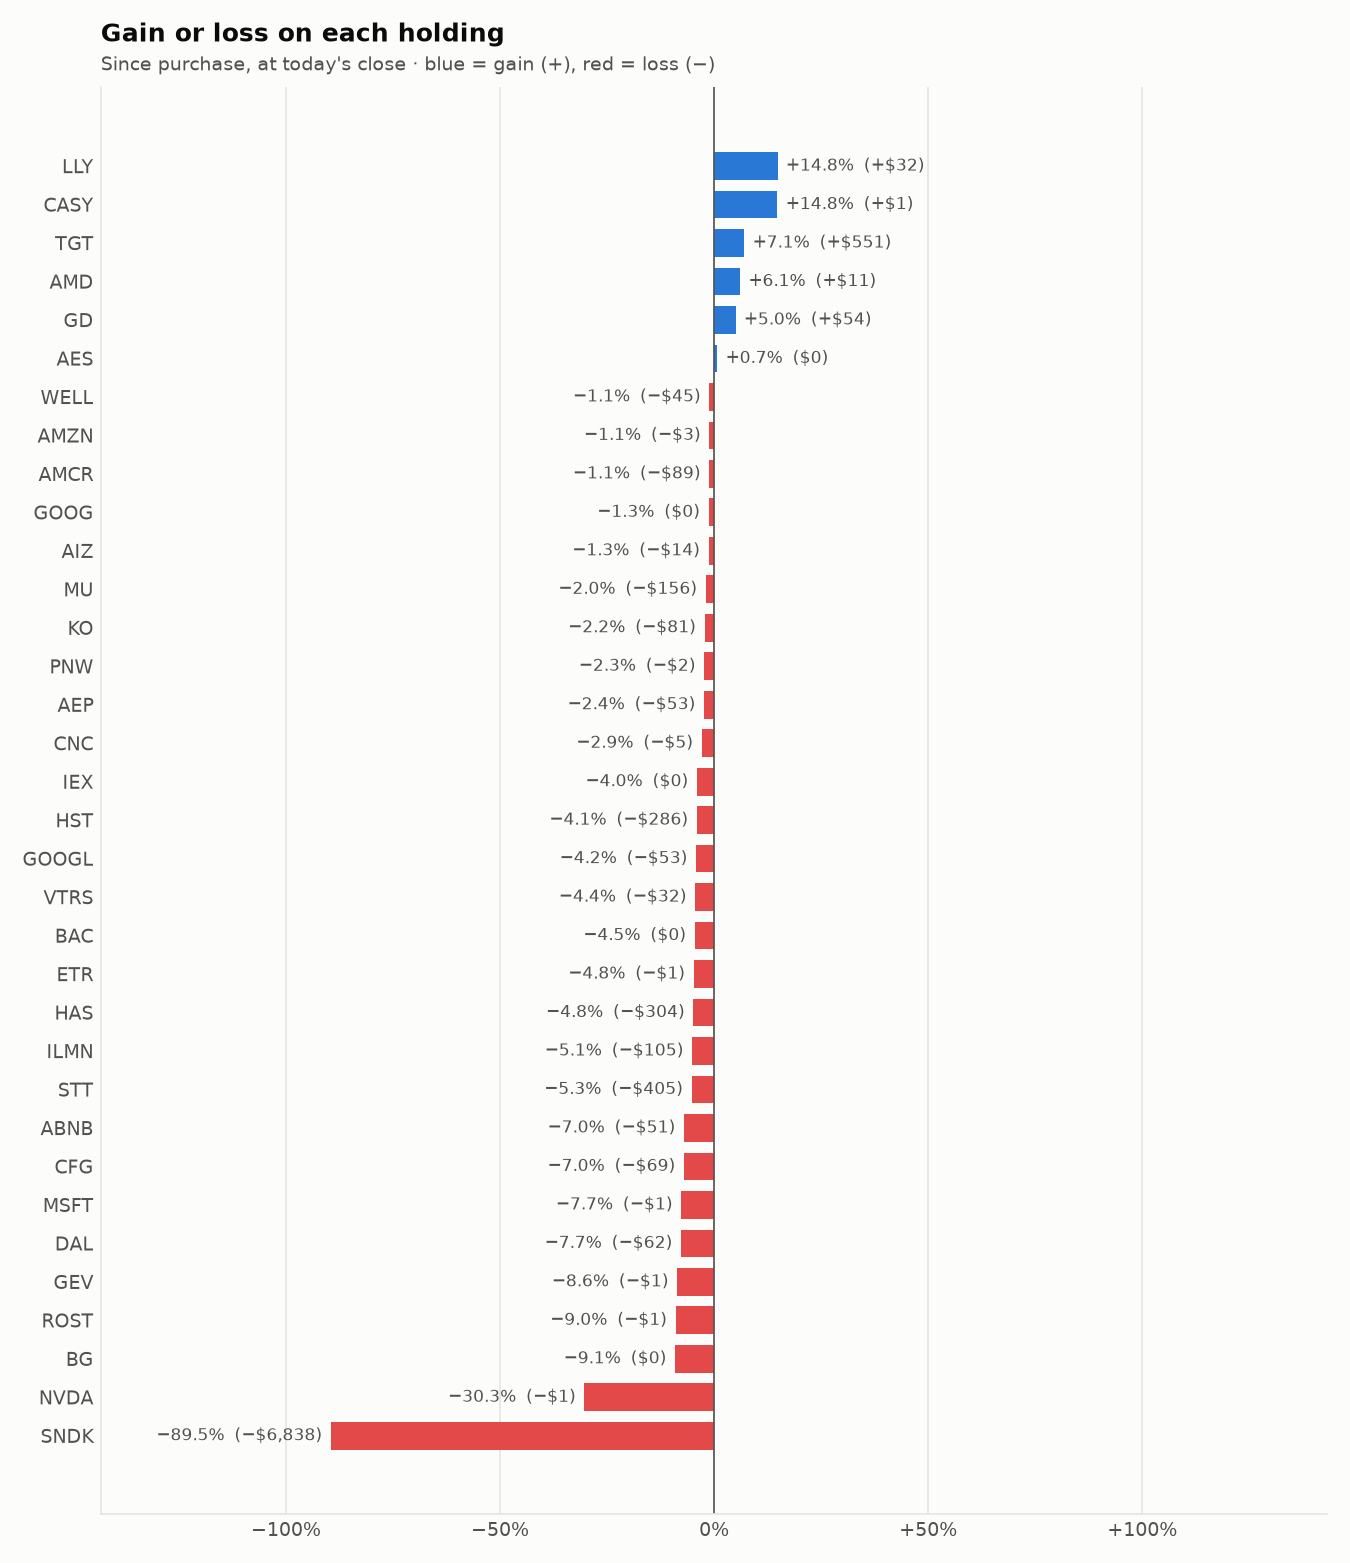 Gain or loss on each holding
Since purchase, at today's close · blue = gain (+), red = loss (−)
LLY +14.8% (+$32)
CASY +14.8% (+$1)
TGT +7.1% (+$551)
AMD +6.1% (+$11)
GD +5.0% (+$54)
AES +0.7% ($0)
WELL −1.1% (−$45)
AMZN −1.1% (−$3)
AMCR −1.1% (−$89)
GOOG −1.3% ($0)
AIZ −1.3% (−$14)
MU −2.0% (−$156)
KO −2.2% (−$81)
PNW −2.3% (−$2)
AEP −2.4% (−$53)
CNC −2.9% (−$5)
IEX −4.0% ($0)
HST −4.1% (−$286)
GOOGL −4.2% (−$53)
VTRS −4.4% (−$32)
BAC −4.5% ($0)
ETR −4.8% (−$1)
HAS −4.8% (−$304)
ILMN −5.1% (−$105)
STT −5.3% (−$405)
ABNB −7.0% (−$51)
CFG −7.0% (−$69)
MSFT −7.7% (−$1)
DAL −7.7% (−$62)
GEV −8.6% (−$1)
ROST −9.0% (−$1)
BG −9.1% ($0)
NVDA −30.3% (−$1)
SNDK −89.5% (−$6,838)
−100% −50% 0% +50% +100%